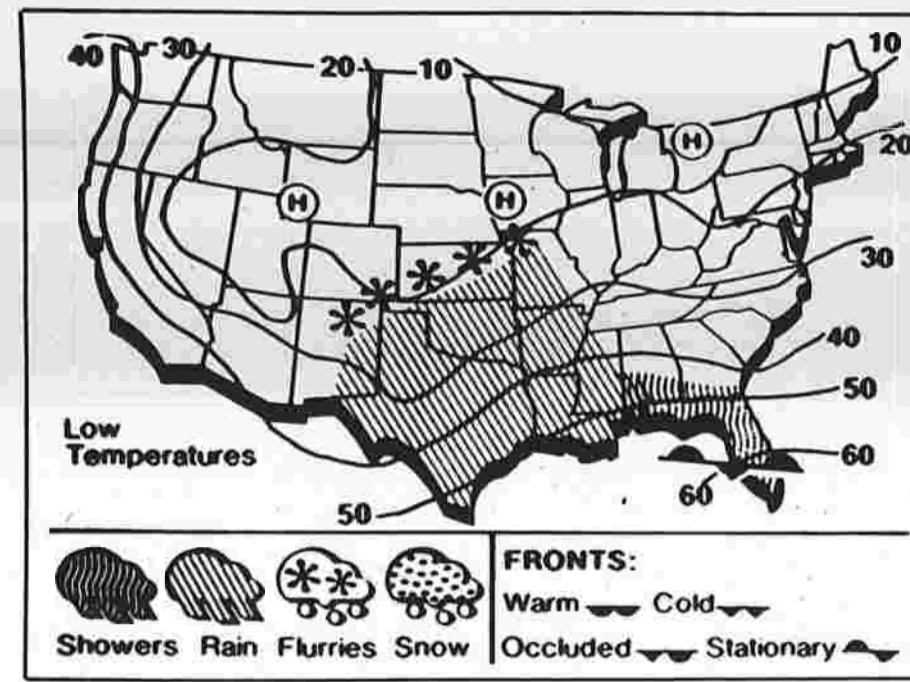 40 30 20 10 10
H
20
H H
30
40
50
Low
Temperatures
60
60
50
Showers Rain Flurries Snow
FRONTS:
Warm Cold
Occluded Stationary